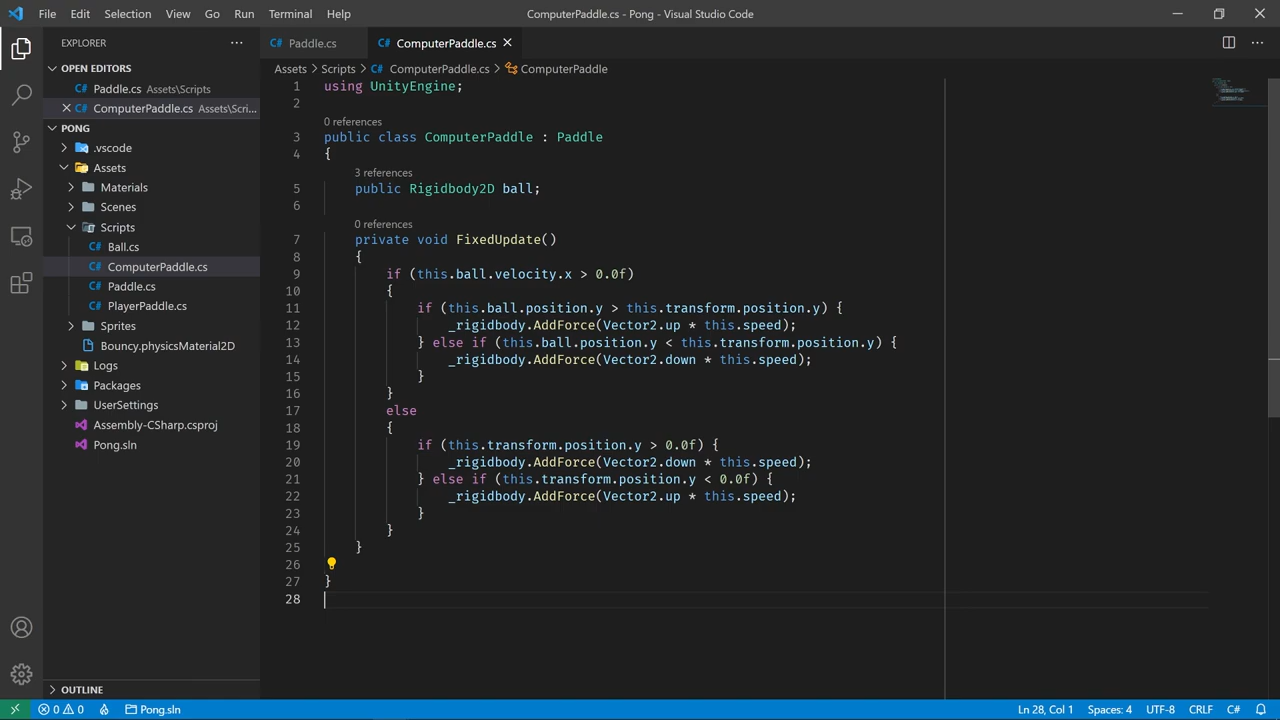 File Edit Selection View Go Run Terminal Help ComputerPaddle.cs - Pong - Visual Studio Code
EXPLORER
OPEN EDITORS
Paddle.cs Assets\Scripts
ComputerPaddle.cs Assets\Scri...
PONG
.vscode
Assets
Materials
Scenes
Scripts
Ball.cs
ComputerPaddle.cs
Paddle.cs
PlayerPaddle.cs
Sprites
Bouncy.physicsMaterial2D
Logs
Packages
UserSettings
Assembly-CSharp.csproj
Pong.sln
OUTLINE
C# Paddle.cs C# ComputerPaddle.cs
Assets > Scripts > C# ComputerPaddle.cs > ComputerPaddle
1 using UnityEngine;
2
0 references
3 public class ComputerPaddle : Paddle
4 {
3 references
5 public Rigidbody2D ball;
6
0 references
7 private void FixedUpdate()
8 {
9 if (this.ball.velocity.x > 0.0f)
10 {
11 if (this.ball.position.y > this.transform.position.y) {
12 _rigidbody.AddForce(Vector2.up * this.speed);
13 } else if (this.ball.position.y < this.transform.position.y) {
14 _rigidbody.AddForce(Vector2.down * this.speed);
15 }
16 }
17 else
18 {
19 if (this.transform.position.y > 0.0f) {
20 _rigidbody.AddForce(Vector2.down * this.speed);
21 } else if (this.transform.position.y < 0.0f) {
22 _rigidbody.AddForce(Vector2.up * this.speed);
23 }
24 }
25 }
26
27 }
28
0 0 Pong.sln Ln 28, Col 1 Spaces: 4 UTF-8 CRLF C#